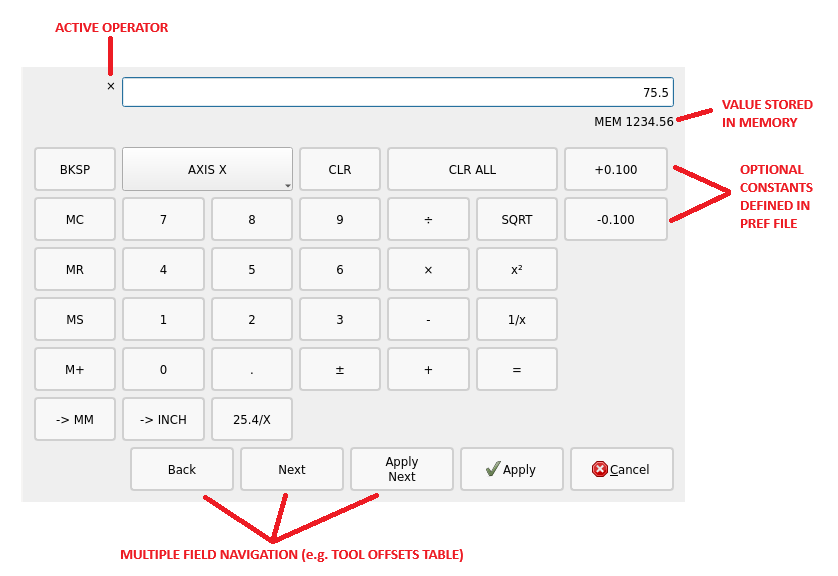 ACTIVE OPERATOR
×
75.5
MEM 1234.56
VALUE STORED
IN MEMORY
BKSP AXIS X CLR CLR ALL +0.100
OPTIONAL
CONSTANTS
DEFINED IN
PREF FILE
MC 7 8 9 ÷ SQRT -0.100
MR 4 5 6 × x²
MS 1 2 3 - 1/x
M+ 0 . ± + =
-> MM -> INCH 25.4/X
Back Next Apply Next Apply Cancel
MULTIPLE FIELD NAVIGATION (e.g. TOOL OFFSETS TABLE)